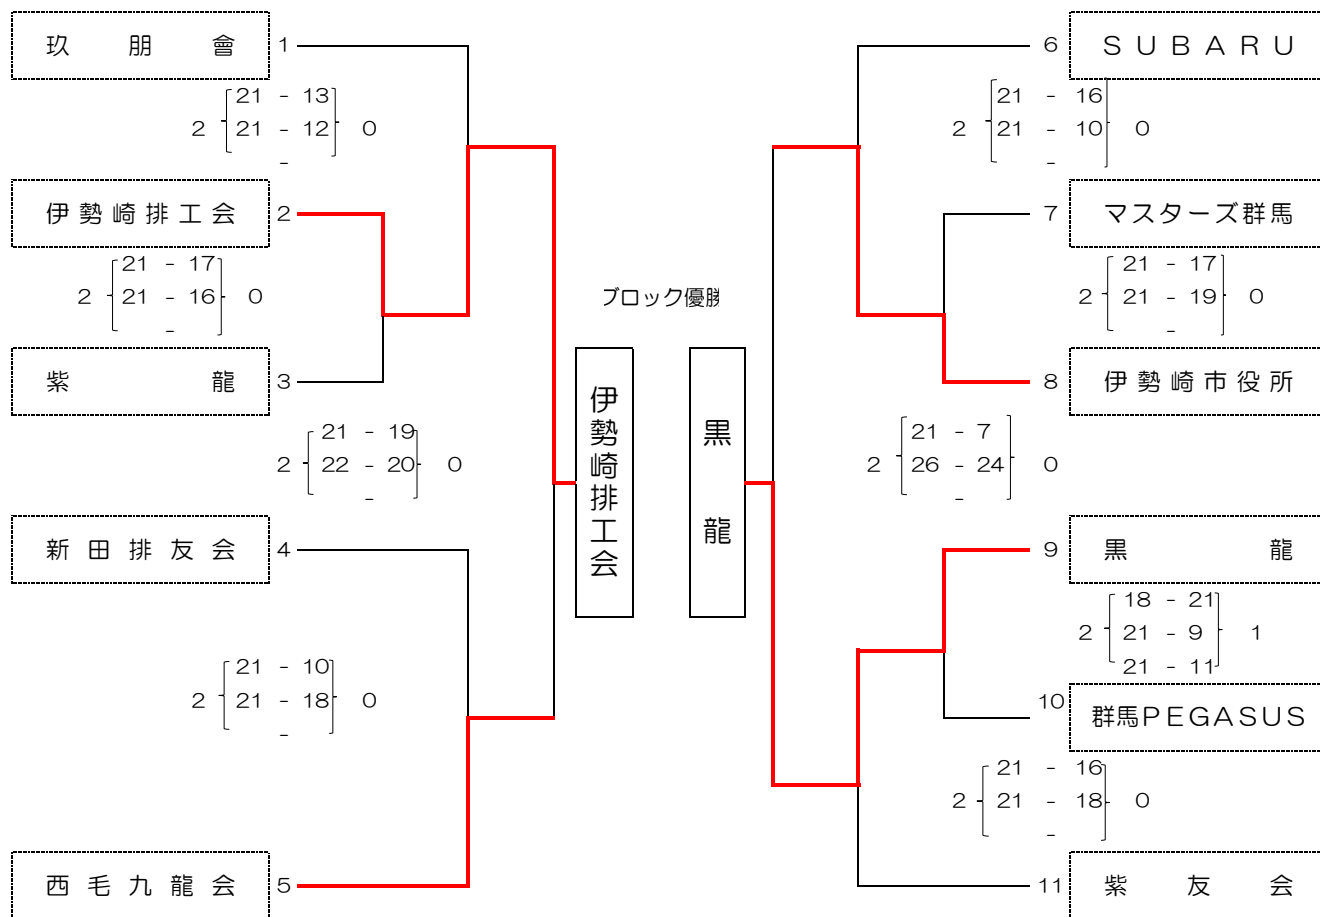 玖朋會 1
2 21 - 13
21 - 12 0
-
伊勢崎排工会 2
2 21 - 17
21 - 16 0
-
紫龍 3
2 21 - 19
22 - 20 0
-
新田排友会 4
2 21 - 10
21 - 18 0
-
西毛九龍会 5
ブロック優勝
伊勢崎排工会
黒龍
6 SUBARU
2 21 - 16
21 - 10 0
-
7 マスターズ群馬
2 21 - 17
21 - 19 0
-
8 伊勢崎市役所
2 21 - 7
26 - 24 0
-
9 黒龍
18 - 21
2 21 - 9 1
21 - 11
10 群馬PEGASUS
21 - 16
2 21 - 18 0
-
11 紫友会